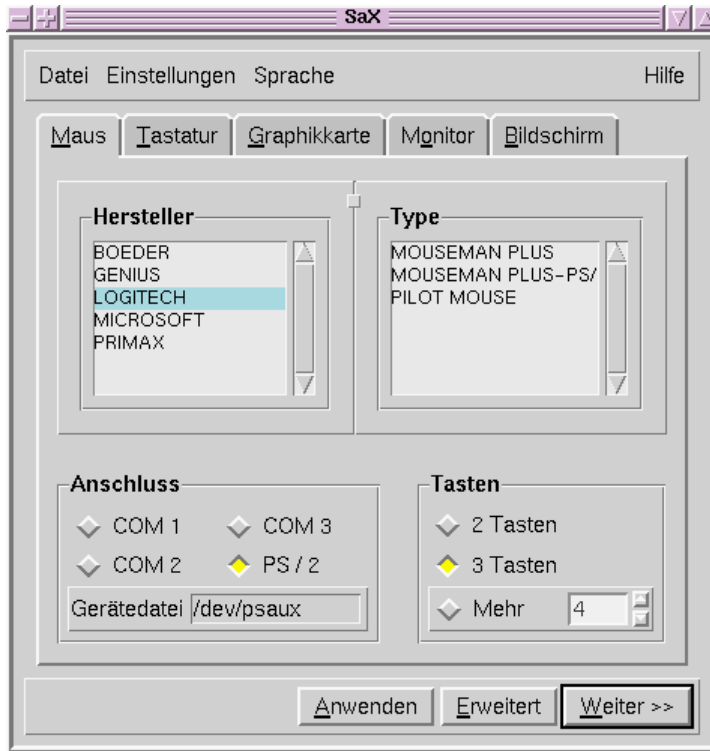 SaX
Datei Einstellungen Sprache Hilfe
Maus Tastatur Graphikkarte Monitor Bildschirm
Hersteller
BOEDER
GENIUS
LOGITECH
MICROSOFT
PRIMAX
Type
MOUSEMAN PLUS
MOUSEMAN PLUS-PS/
PILOT MOUSE
Anschluss
COM 1 COM 3
COM 2 PS / 2
Gerätedatei /dev/psaux
Tasten
2 Tasten
3 Tasten
Mehr 4
Anwenden Erweitert Weiter >>